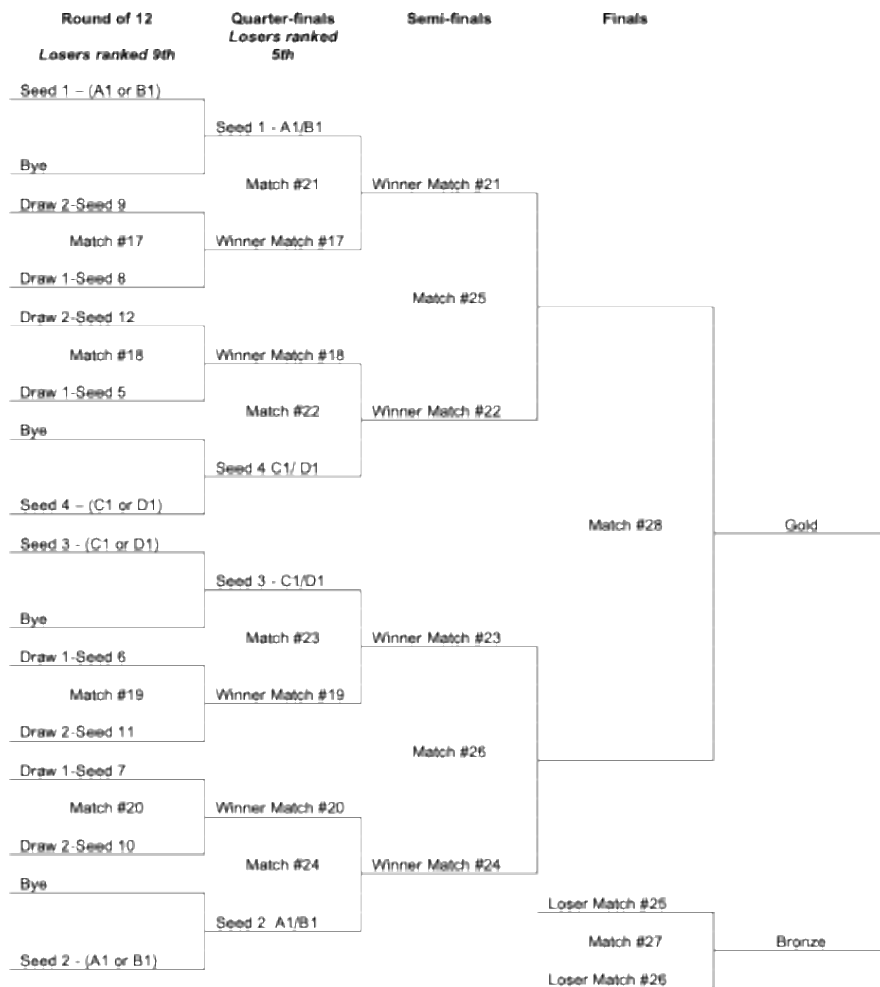 Round of 12
Losers ranked 9th
Quarter-finals
Losers ranked
5th
Semi-finals
Finals
Seed 1 – (A1 or B1)
Seed 1 - A1/B1
Bye
Match #21
Winner Match #21
Draw 2-Seed 9
Match #17
Winner Match #17
Draw 1-Seed 8
Match #25
Draw 2-Seed 12
Match #18
Winner Match #18
Draw 1-Seed 5
Match #22
Winner Match #22
Bye
Seed 4 C1/ D1
Seed 4 – (C1 or D1)
Match #28
Gold
Seed 3 - (C1 or D1)
Seed 3 - C1/D1
Bye
Match #23
Winner Match #23
Draw 1-Seed 6
Match #19
Winner Match #19
Draw 2-Seed 11
Match #26
Draw 1-Seed 7
Match #20
Winner Match #20
Draw 2-Seed 10
Match #24
Winner Match #24
Bye
Seed 2 A1/B1
Seed 2 - (A1 or B1)
Loser Match #25
Match #27
Bronze
Loser Match #26